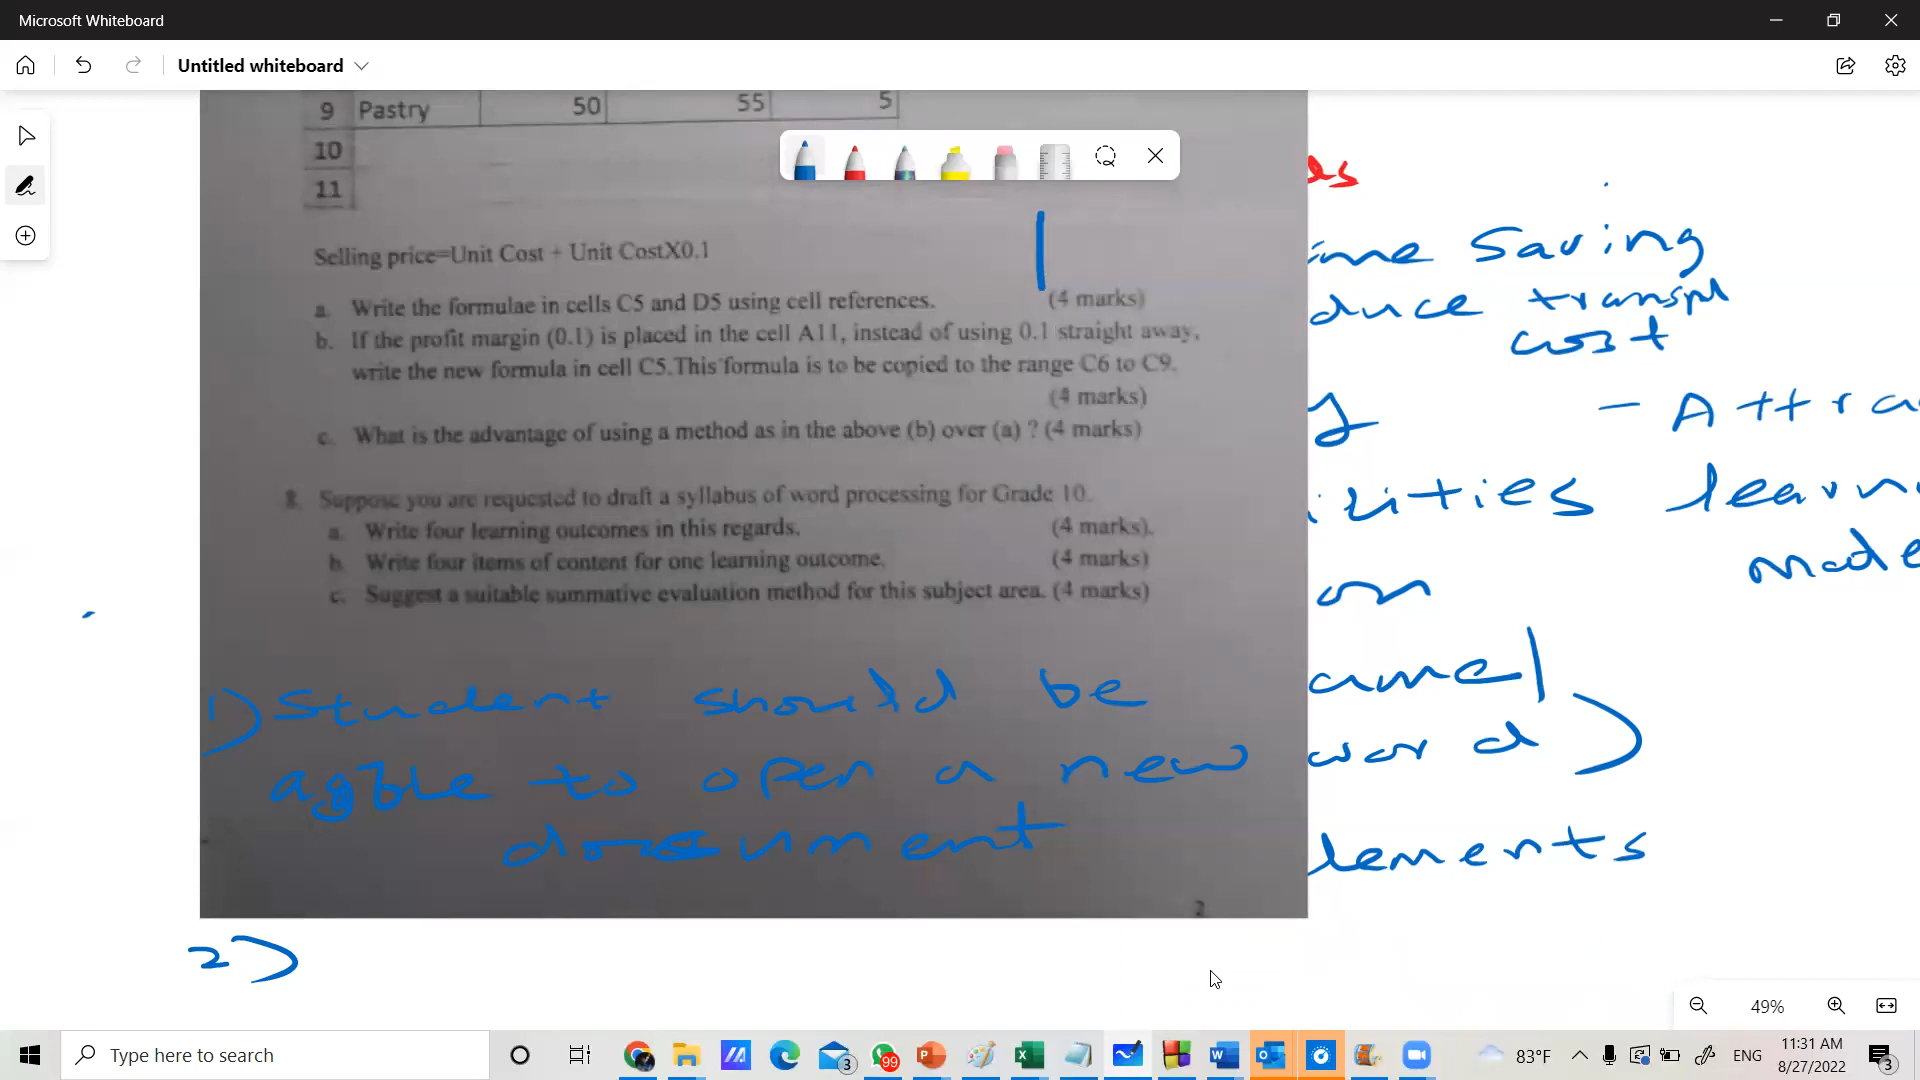 Microsoft Whiteboard
Untitled whiteboard
9 Pastry 50 55 5
10
11
Selling price=Unit Cost + Unit CostX0.1
a. Write the formulae in cells C5 and D5 using cell references. (4 marks)
b. If the profit margin (0.1) is placed in the cell A11, instead of using 0.1 straight away,
write the new formula in cell C5.This formula is to be copied to the range C6 to C9.
(4 marks)
c. What is the advantage of using a method as in the above (b) over (a) ? (4 marks)
8. Suppose you are requested to draft a syllabus of word processing for Grade 10.
a. Write four learning outcomes in this regards. (4 marks).
b. Write four items of content for one learning outcome. (4 marks)
c. Suggest a suitable summative evaluation method for this subject area. (4 marks)
1) Student should be
to open a new
document
2
2)
ds
ime Saving
duce
cost
y - Attra
ilities learn
on mode
ame
word)
lements
49%
Type here to search
3
99
83°F
ENG
11:31 AM
8/27/2022
3